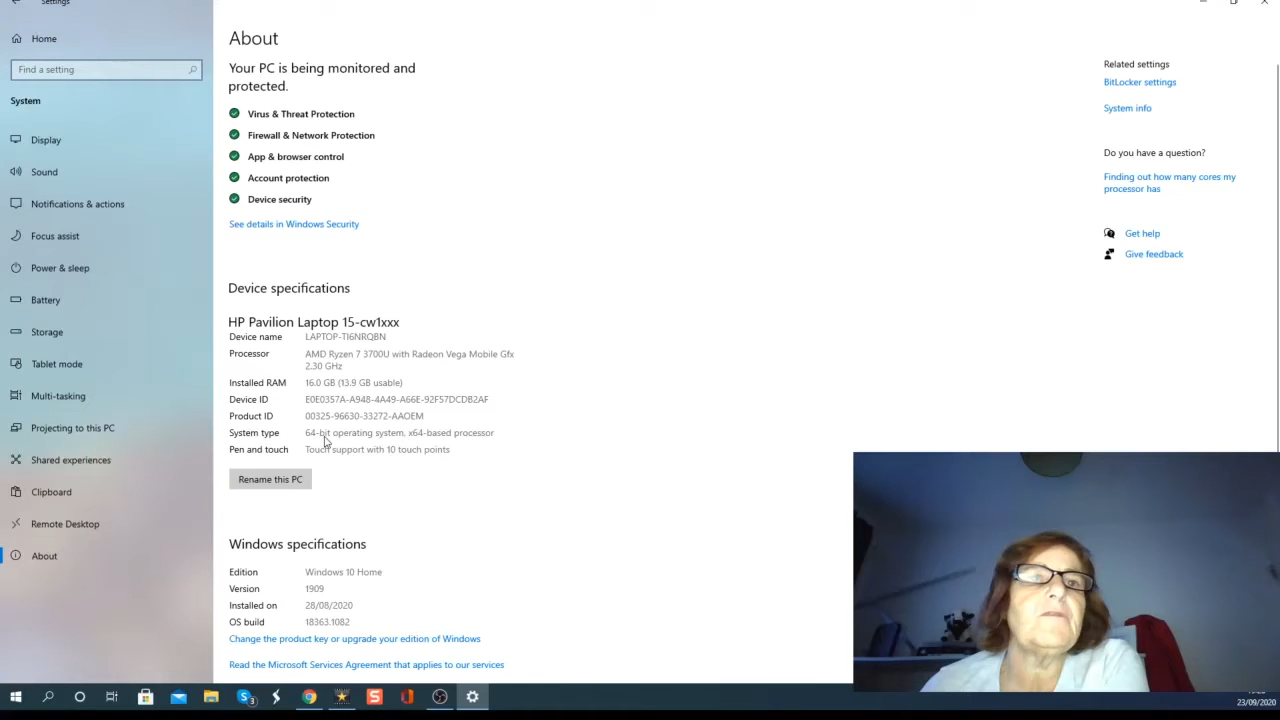 Settings
Home
Find a setting
System
Display
Sound
Notifications & actions
Focus assist
Power & sleep
Battery
Storage
Tablet mode
Multi-tasking
Projecting to this PC
Shared experiences
Clipboard
Remote Desktop
About
About
Your PC is being monitored and
protected.
Virus & Threat Protection
Firewall & Network Protection
App & browser control
Account protection
Device security
See details in Windows Security
Device specifications
HP Pavilion Laptop 15-cw1xxx
Device name LAPTOP-TI6NRQBN
Processor AMD Ryzen 7 3700U with Radeon Vega Mobile Gfx
2.30 GHz
Installed RAM 16.0 GB (13.9 GB usable)
Device ID E0E0357A-A948-4A49-A66E-92F57DCDB2AF
Product ID 00325-96630-33272-AAOEM
System type 64-bit operating system, x64-based processor
Pen and touch Touch support with 10 touch points
Rename this PC
Windows specifications
Edition Windows 10 Home
Version 1909
Installed on 28/08/2020
OS build 18363.1082
Change the product key or upgrade your edition of Windows
Read the Microsoft Services Agreement that applies to our services
Related settings
BitLocker settings
System info
Do you have a question?
Finding out how many cores my
processor has
Get help
Give feedback
23/09/2020